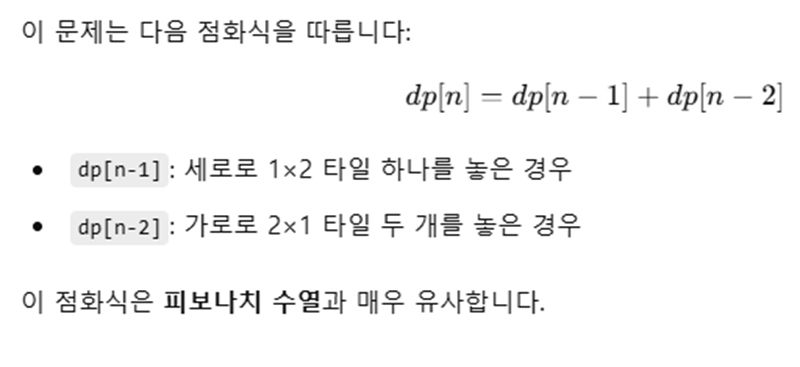 이 문제는 다음 점화식을 따릅니다:
dp[n] = dp[n − 1] + dp[n − 2]
• dp[n-1] : 세로로 1×2 타일 하나를 놓은 경우
• dp[n-2] : 가로로 2×1 타일 두 개를 놓은 경우
이 점화식은 피보나치 수열과 매우 유사합니다.